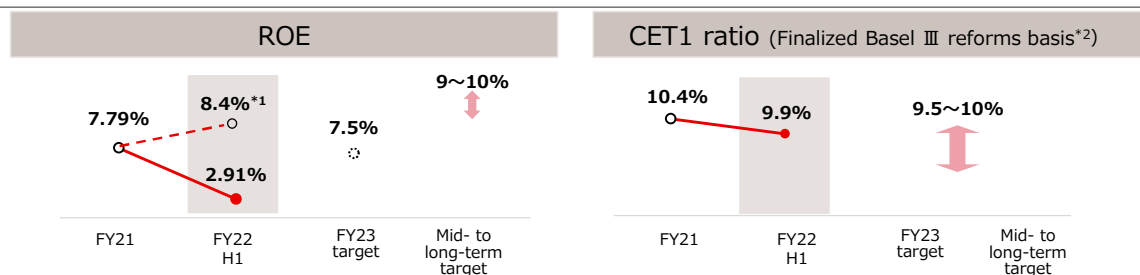 ROE
7.79%
8.4%*1
2.91%
7.5%
9～10%
FY21
FY22
H1
FY23
target
Mid- to
long-term
target
CET1 ratio (Finalized Basel Ⅲ reforms basis*2)
10.4%
9.9%
9.5～10%
FY21
FY22
H1
FY23
target
Mid- to
long-term
target